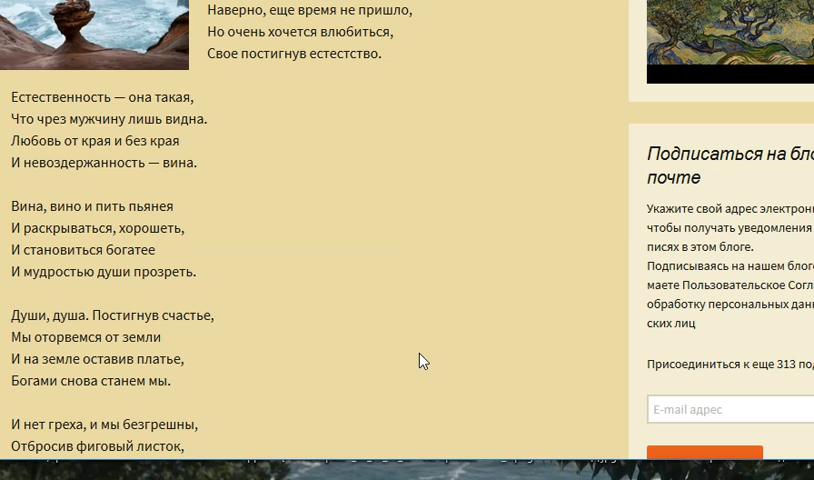 Наверно, еще время не пришло,
Но очень хочется влюбиться,
Свое постигнув естестство.
Естественность — она такая,
Что чрез мужчину лишь видна.
Любовь от края и без края
И невоздержанность — вина.
Вина, вино и пить пьянея
И раскрываться, хорошеть,
И становиться богатее
И мудростью души прозреть.
Души, душа. Постигнув счастье,
Мы оторвемся от земли
И на земле оставив платье,
Богами снова станем мы.
И нет греха, и мы безгрешны,
Отбросив фиговый листок,
Подписаться на бло
почте
Укажите свой адрес электрон
чтобы получать уведомления
писях в этом блоге.
Подписываясь на нашем блог
маете Пользовательское Согл
обработку персональных дан
ских лиц
Присоединиться к еще 313 по
E-mail адрес